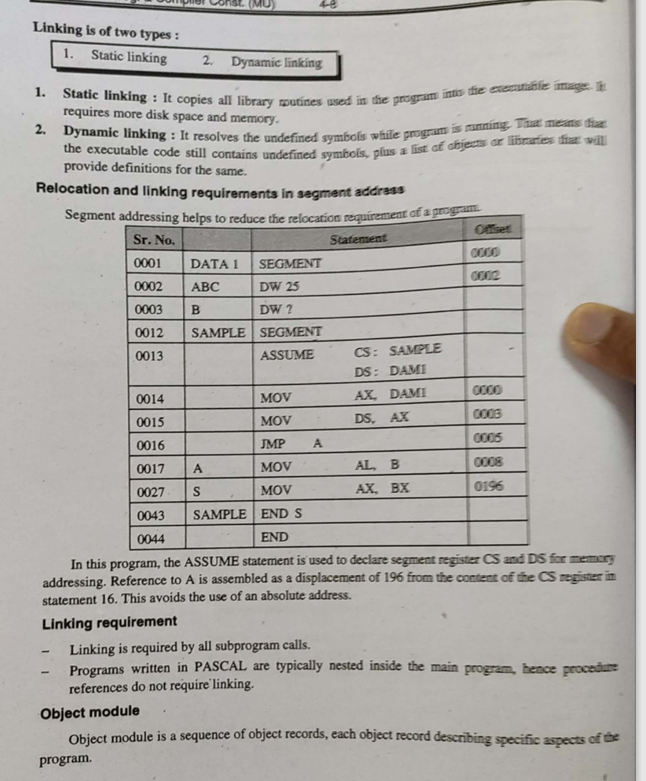 Compiler Const. (MU) 4-8
Linking is of two types :
1. Static linking 2. Dynamic linking
1. Static linking : It copies all library routines used in the program into the executable image. It
requires more disk space and memory.
2. Dynamic linking : It resolves the undefined symbols while program is running. That means that
the executable code still contains undefined symbols, plus a list of objects or libraries that will
provide definitions for the same.
Relocation and linking requirements in segment address
Segment addressing helps to reduce the relocation requirement of a program.
Sr. No. Statement Offset
0001 DATA 1 SEGMENT 0000
0002 ABC DW 25 0002
0003 B DW ?
0012 SAMPLE SEGMENT
0013 ASSUME CS : SAMPLE -
DS : DAMI
0014 MOV AX, DAMI 0000
0015 MOV DS, AX 0003
0016 JMP A 0005
0017 A MOV AL, B 0008
0027 S MOV AX, BX 0196
0043 SAMPLE END S
0044 END
In this program, the ASSUME statement is used to declare segment register CS and DS for memory
addressing. Reference to A is assembled as a displacement of 196 from the content of the CS register in
statement 16. This avoids the use of an absolute address.
Linking requirement
– Linking is required by all subprogram calls.
– Programs written in PASCAL are typically nested inside the main program, hence procedure
references do not require linking.
Object module
Object module is a sequence of object records, each object record describing specific aspects of the
program.